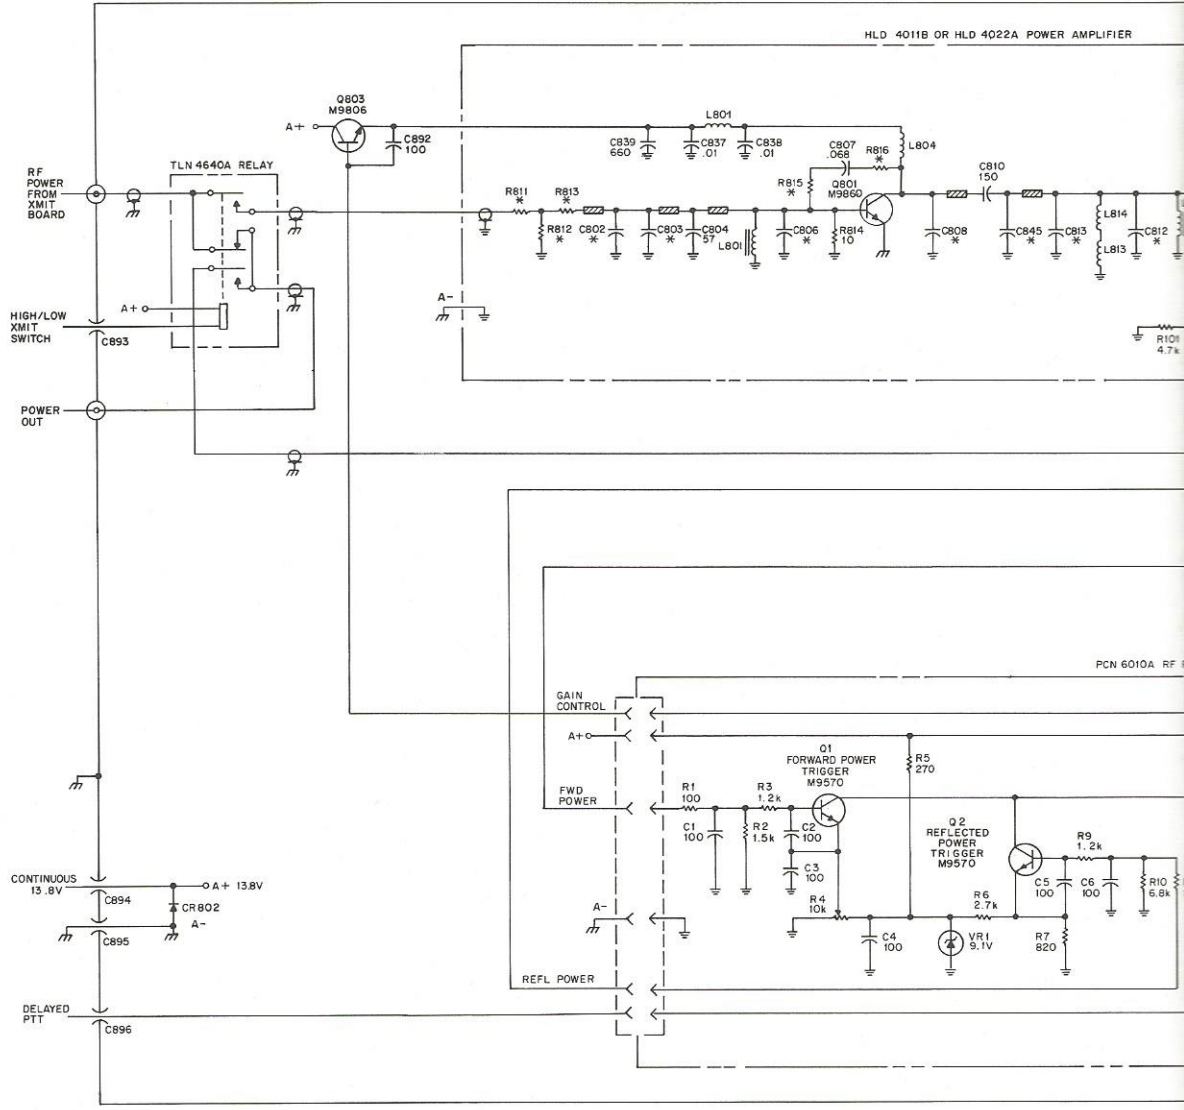 HLD 4011B OR HLD 4022A POWER AMPLIFIER
Q803
M9806
A+
C892
100
L801
C839
660
C837
.01
C838
.01
L804
C807
.068
R816
*
R815
*
Q801
M9860
C810
150
TLN 4640A RELAY
RF
POWER
FROM
XMIT
BOARD
R811
*
R813
*
R812
*
C802
*
C803
*
C804
57
L801
C806
*
R814
10
C808
*
C845
*
C813
*
L814
L813
C812
*
A+
A-
HIGH/LOW
XMIT
SWITCH
C893
R101
4.7k
POWER
OUT
PCN 6010A RF
GAIN
CONTROL
A+
FWD
POWER
Q1
FORWARD POWER
TRIGGER
M9570
R5
270
R1
100
R3
1.2k
C1
100
R2
1.5k
C2
100
C3
100
Q2
REFLECTED
POWER
TRIGGER
M9570
R9
1.2k
C5
100
C6
100
R10
6.8k
R4
10k
R6
2.7k
C4
100
VR1
9.1V
R7
820
A-
CONTINUOUS
13.8V
C894
A+ 13.8V
CR802
A-
C895
REFL POWER
DELAYED
PTT
C896